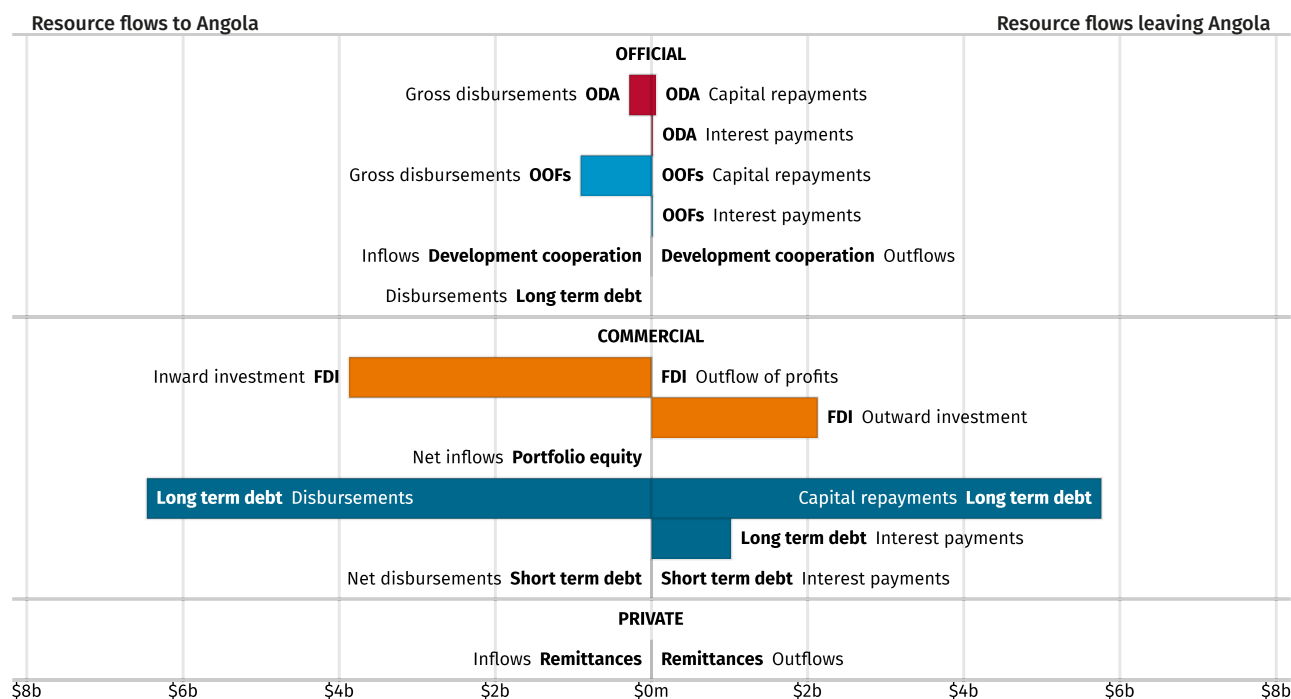 Resource flows to Angola Resource flows leaving Angola
OFFICIAL
Gross disbursements ODA ODA Capital repayments
ODA Interest payments
Gross disbursements OOFs OOFs Capital repayments
OOFs Interest payments
Inflows Development cooperation Development cooperation Outflows
Disbursements Long term debt
COMMERCIAL
Inward investment FDI FDI Outflow of profits
FDI Outward investment
Net inflows Portfolio equity
Long term debt Disbursements Capital repayments Long term debt
Long term debt Interest payments
Net disbursements Short term debt Short term debt Interest payments
PRIVATE
Inflows Remittances Remittances Outflows
$8b $6b $4b $2b $0m $2b $4b $6b $8b